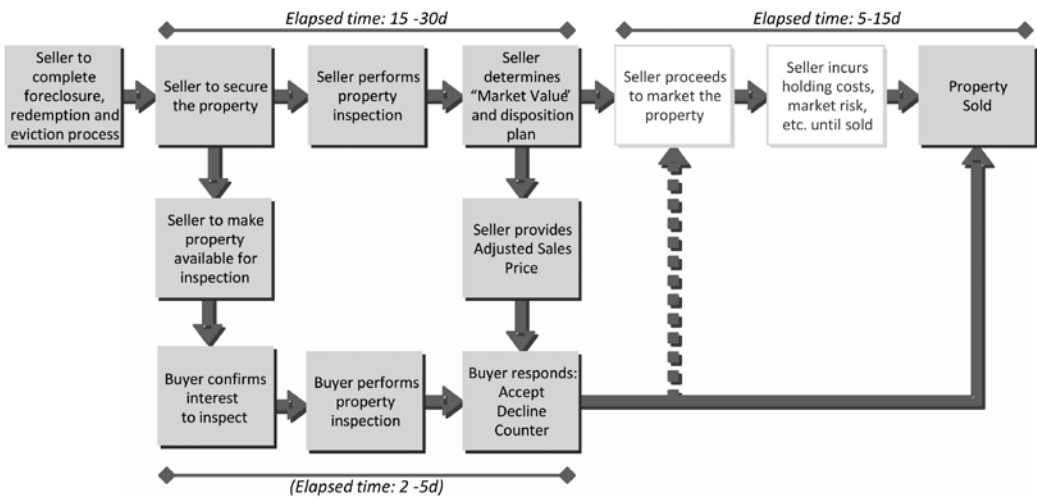 Elapsed time: 15 -30d
Elapsed time: 5-15d
Seller to
complete
foreclosure,
redemption and
eviction process
Seller to secure
the property
Seller performs
property
inspection
Seller
determines
“Market Value”
and disposition
plan
Seller proceeds
to market the
property
Seller incurs
holding costs,
market risk,
etc. until sold
Property
Sold
Seller to make
property
available for
inspection
Seller provides
Adjusted Sales
Price
Buyer confirms
interest
to inspect
Buyer performs
property
inspection
Buyer responds:
Accept
Decline
Counter
(Elapsed time: 2 -5d)